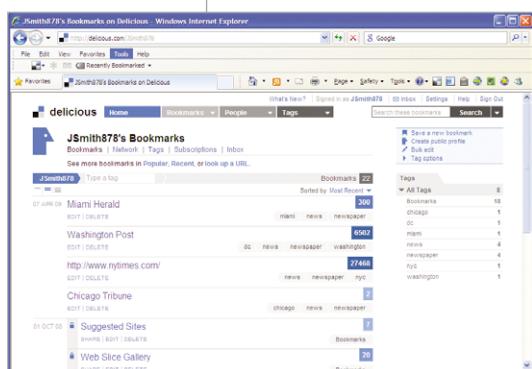 JSmith878's Bookmarks on Delicious - Windows Internet Explorer
http://delicious.com/JSmith878
Google
File Edit View Favorites Tools Help
Recently Bookmarked
Favorites JSmith878's Bookmarks on Delicious Page Safety Tools
What's New? Signed in as JSmith878 Inbox Settings Help Sign Out
delicious Home Bookmarks People Tags Search these bookmarks Search
JSmith878's Bookmarks
Bookmarks | Network | Tags | Subscriptions | Inbox
See more bookmarks in Popular, Recent, or look up a URL.
Save a new bookmark
Create public profile
Bulk edit
Tag options
JSmith878 Type a tag Bookmarks 22
Sorted by Most Recent
07 APR 09 Miami Herald 300
EDIT | DELETE miami news newspaper
Washington Post 6502
EDIT | DELETE dc news newspaper washington
http://www.nytimes.com/ 27468
EDIT | DELETE news newspaper nyc
Chicago Tribune 2
EDIT | DELETE chicago news newspaper
01 OCT 08 Suggested Sites 7
SHARE | EDIT | DELETE Bookmarks
Web Slice Gallery 20
SHARE | EDIT | DELETE
Tags
All Tags 8
Bookmarks 18
chicago 1
dc 1
miami 1
news 4
newspaper 4
nyc 1
washington 1